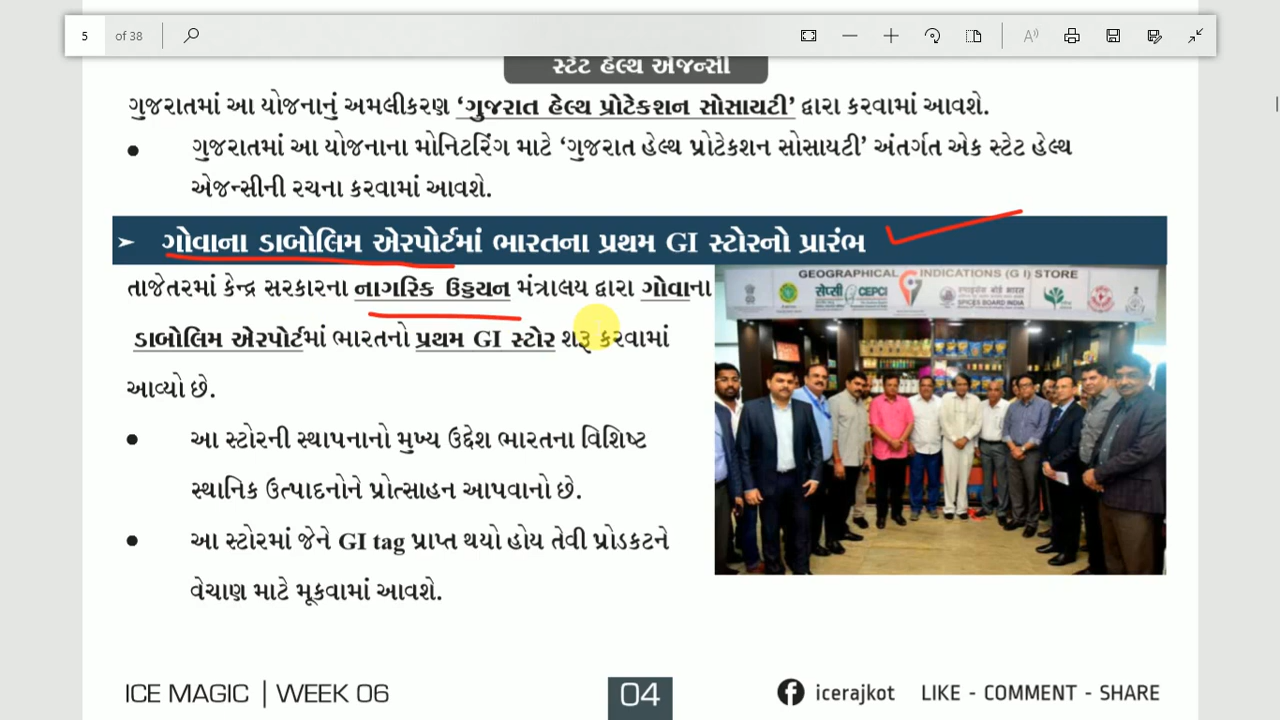 5 of 38
સ્ટેટ હેલ્થ એજન્સી
ગુજરાતમાં આ યોજનાનું અમલીકરણ ‘ગુજરાત હેલ્થ પ્રોટેકશન સોસાયટી’ દ્વારા કરવામાં આવશે.
● ગુજરાતમાં આ યોજનાના મોનિટરિંગ માટે ‘ગુજરાત હેલ્થ પ્રોટેકશન સોસાયટી’ અંતર્ગત એક સ્ટેટ હેલ્થ
એજન્સીની રચના કરવામાં આવશે.
➢ ગોવાના ડાબોલિમ એરપોર્ટમાં ભારતના પ્રથમ GI સ્ટોરનો પ્રારંભ
તાજેતરમાં કેન્દ્ર સરકારના નાગરિક ઉડ્ડયન મંત્રાલય દ્વારા ગોવાના
ડાબોલિમ એરપોર્ટમાં ભારતનો પ્રથમ GI સ્ટોર શરૂ કરવામાં
આવ્યો છે.
● આ સ્ટોરની સ્થાપનાનો મુખ્ય ઉદ્દેશ ભારતના વિશિષ્ટ
સ્થાનિક ઉત્પાદનોને પ્રોત્સાહન આપવાનો છે.
● આ સ્ટોરમાં જેને GI tag પ્રાપ્ત થયો હોય તેવી પ્રોડકટને
વેચાણ માટે મૂકવામાં આવશે.
GEOGRAPHICAL INDICATIONS (G I) STORE
सेप्सी CEPCI
SPICES BOARD INDIA
ICE MAGIC | WEEK 06
04
icerajkot LIKE - COMMENT - SHARE